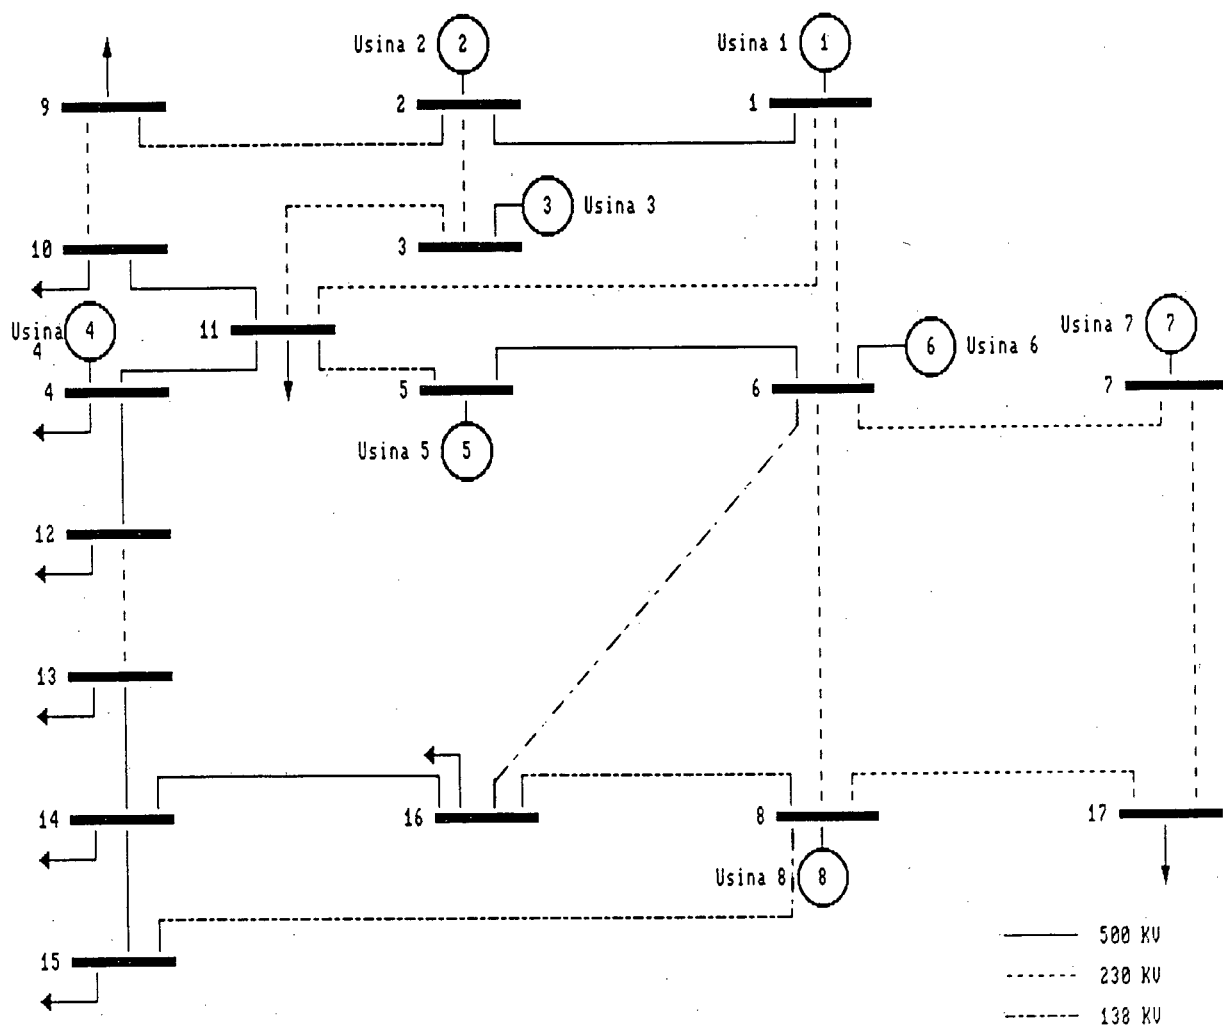 Usina 2 2
Usina 1 1
9
2
1
3 Usina 3
3
10
Usina 4
4
11
4
5
Usina 5 5
6
6 Usina 6
Usina 7 7
7
12
13
14
16
8
17
Usina 8 8
15
500 KV
230 KV
138 KV